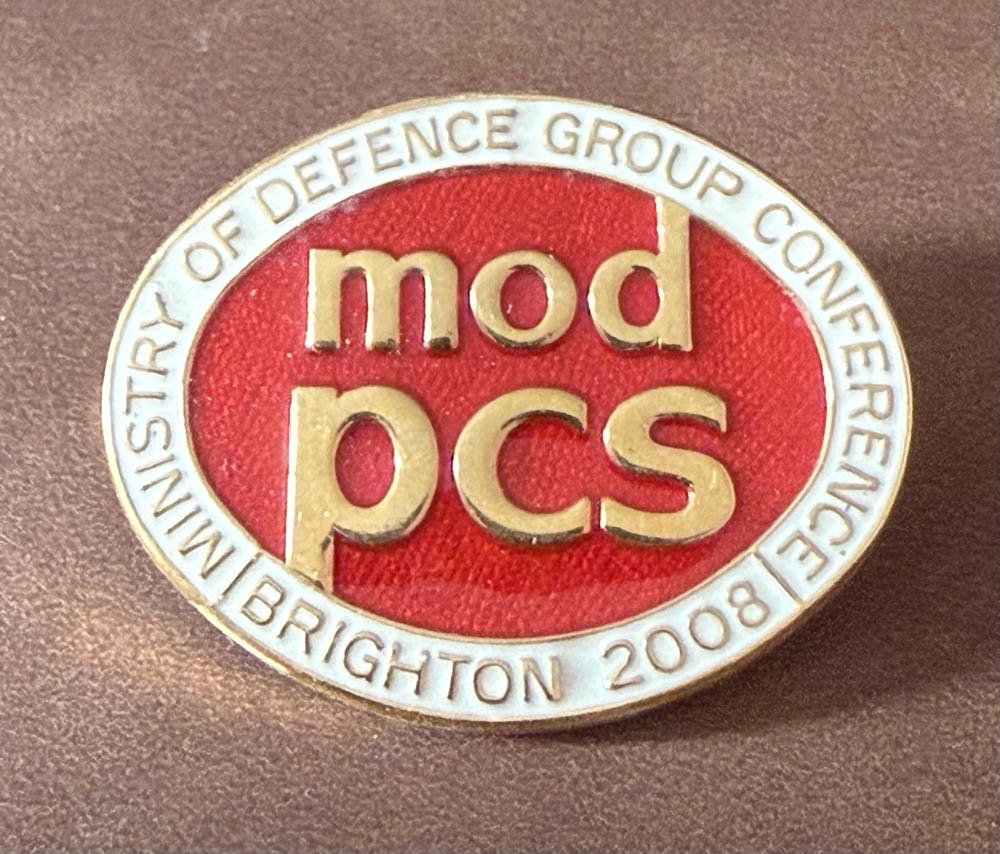 MINISTRY OF DEFENCE GROUP CONFERENCE
mod
pcs
BRIGHTON 2008